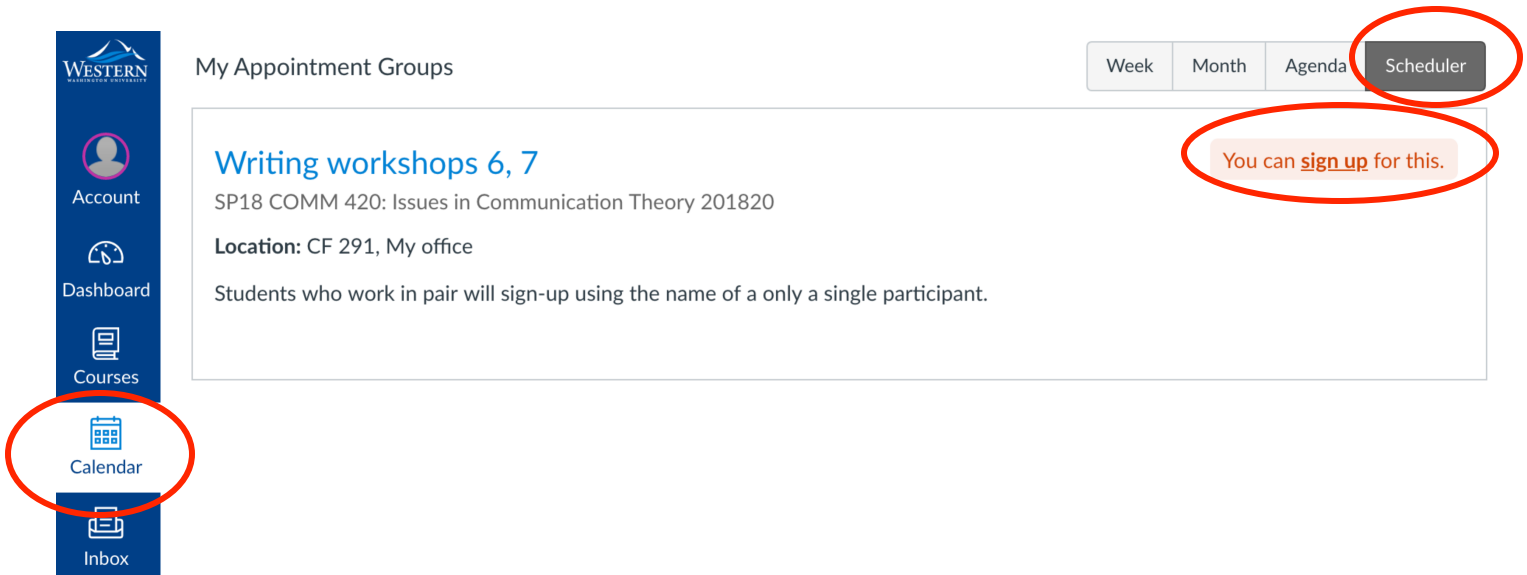 WESTERN
WASHINGTON UNIVERSITY
Account
Dashboard
Courses
Calendar
Inbox
My Appointment Groups
Week Month Agenda Scheduler
Writing workshops 6, 7
You can sign up for this.
SP18 COMM 420: Issues in Communication Theory 201820
Location: CF 291, My office
Students who work in pair will sign-up using the name of a only a single participant.